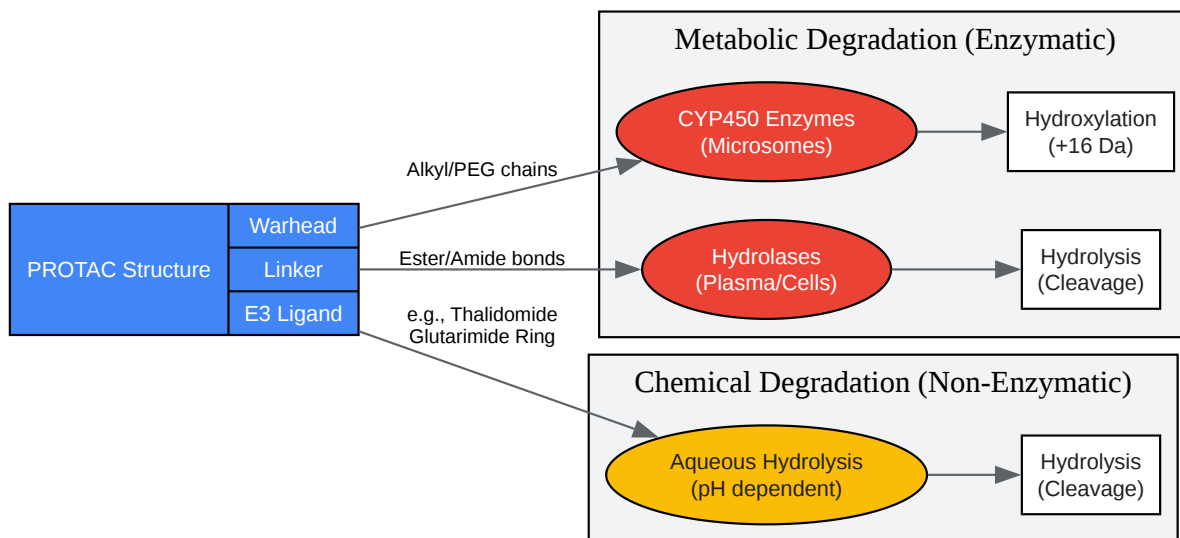 Metabolic Degradation (Enzymatic)
CYP450 Enzymes
(Microsomes)
Hydroxylation
(+16 Da)
Alkyl/PEG chains
PROTAC Structure
Warhead
Linker
E3 Ligand
Ester/Amide bonds
Hydrolases
(Plasma/Cells)
Hydrolysis
(Cleavage)
e.g., Thalidomide
Glutarimide Ring
Chemical Degradation (Non-Enzymatic)
Aqueous Hydrolysis
(pH dependent)
Hydrolysis
(Cleavage)